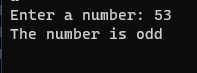 Enter a number: 53
The number is odd